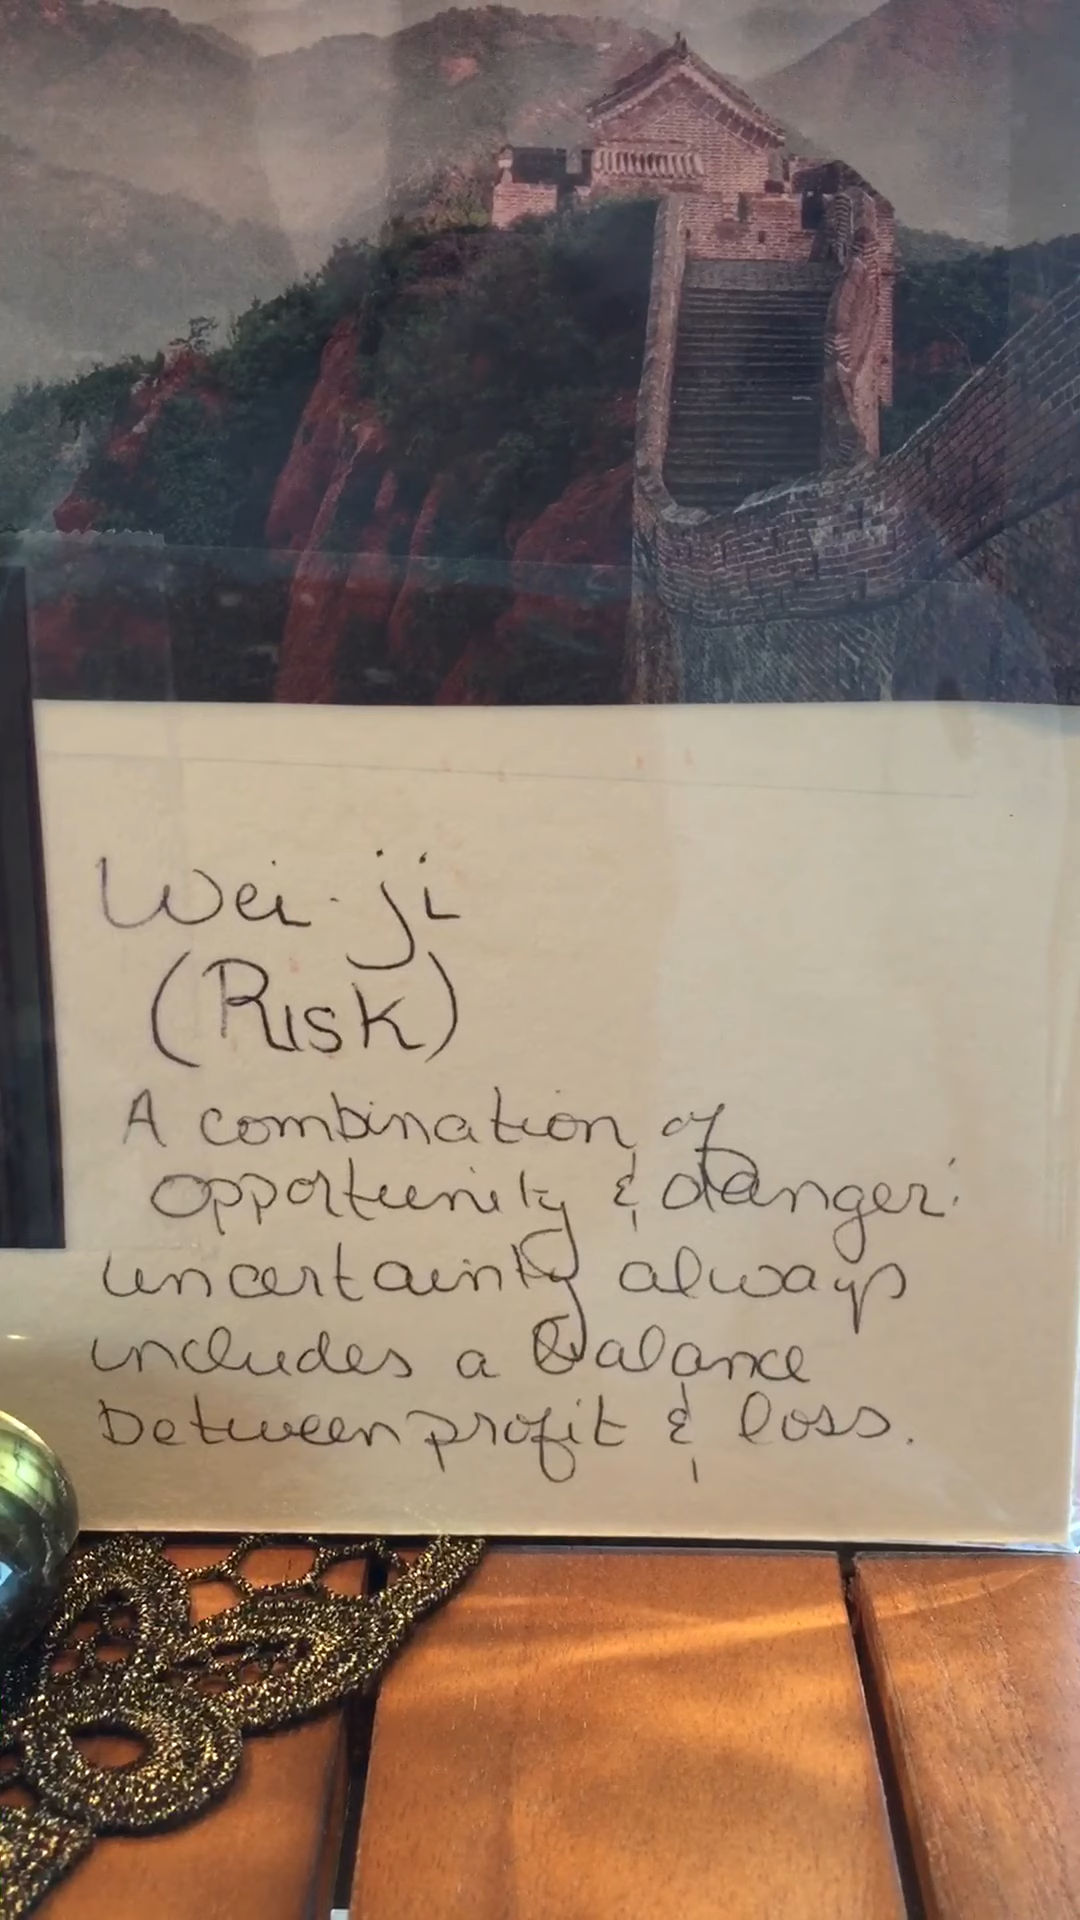 Wei-ji
(Risk)
A combination of
opportunity & danger:
uncertainty always
includes a balance
between profit & loss.